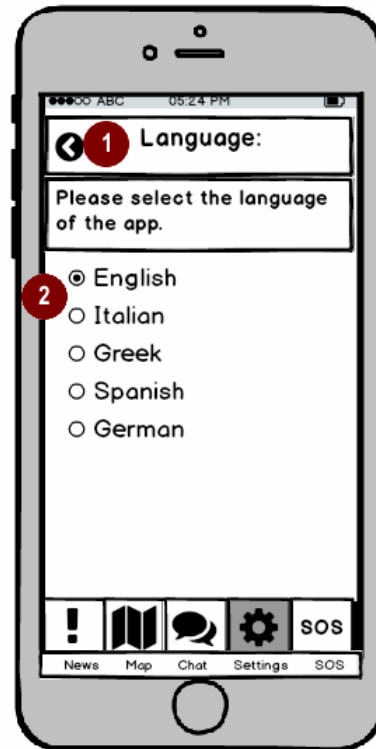 ABC 05:24 PM
1 Language:
Please select the language
of the app.
English
2
Italian
Greek
Spanish
German
! SOS
News Map Chat Settings SOS